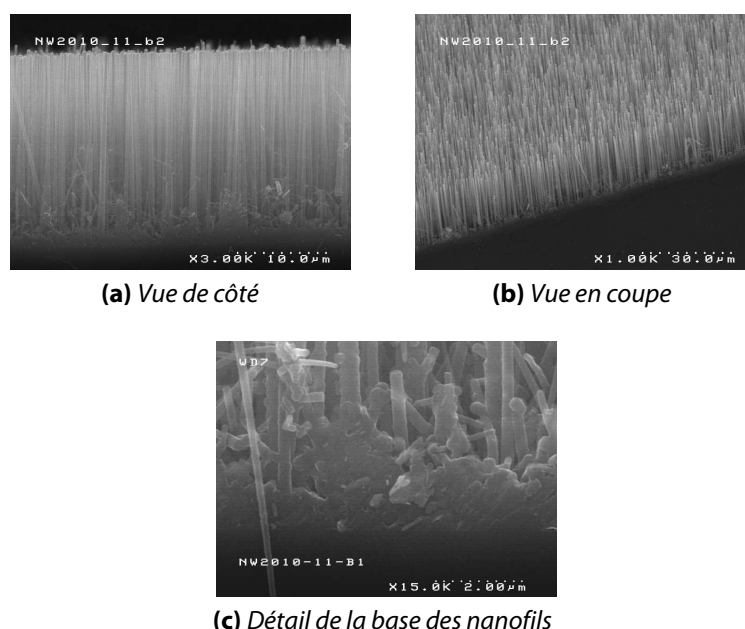 NW2010_11_b2
X3.00K 10.0µm
(a) Vue de côté
NW2010_11_b2
X1.00K 30.0µm
(b) Vue en coupe
WD7
NW2010-11-B1
X15.0K 2.00µm
(c) Détail de la base des nanofils